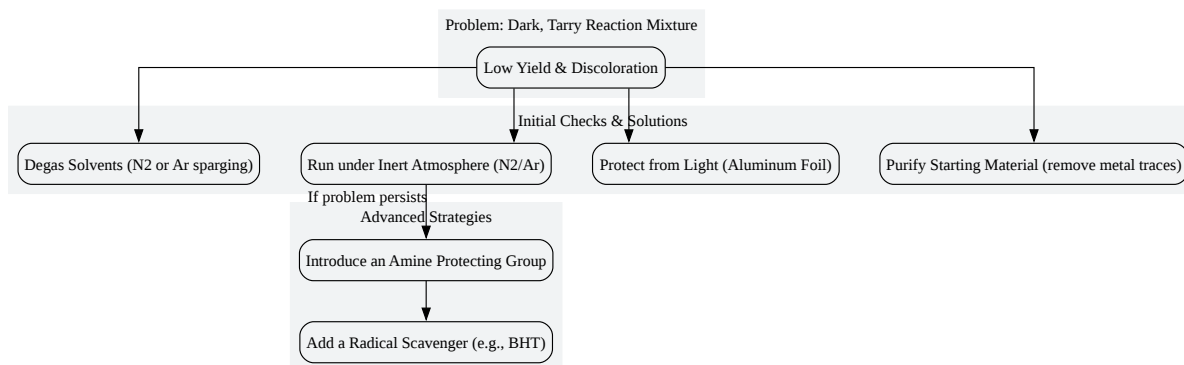 Problem: Dark, Tarry Reaction Mixture
Low Yield & Discoloration
Initial Checks & Solutions
Degas Solvents (N2 or Ar sparging)
Run under Inert Atmosphere (N2/Ar)
Protect from Light (Aluminum Foil)
Purify Starting Material (remove metal traces)
If problem persists
Advanced Strategies
Introduce an Amine Protecting Group
Add a Radical Scavenger (e.g., BHT)